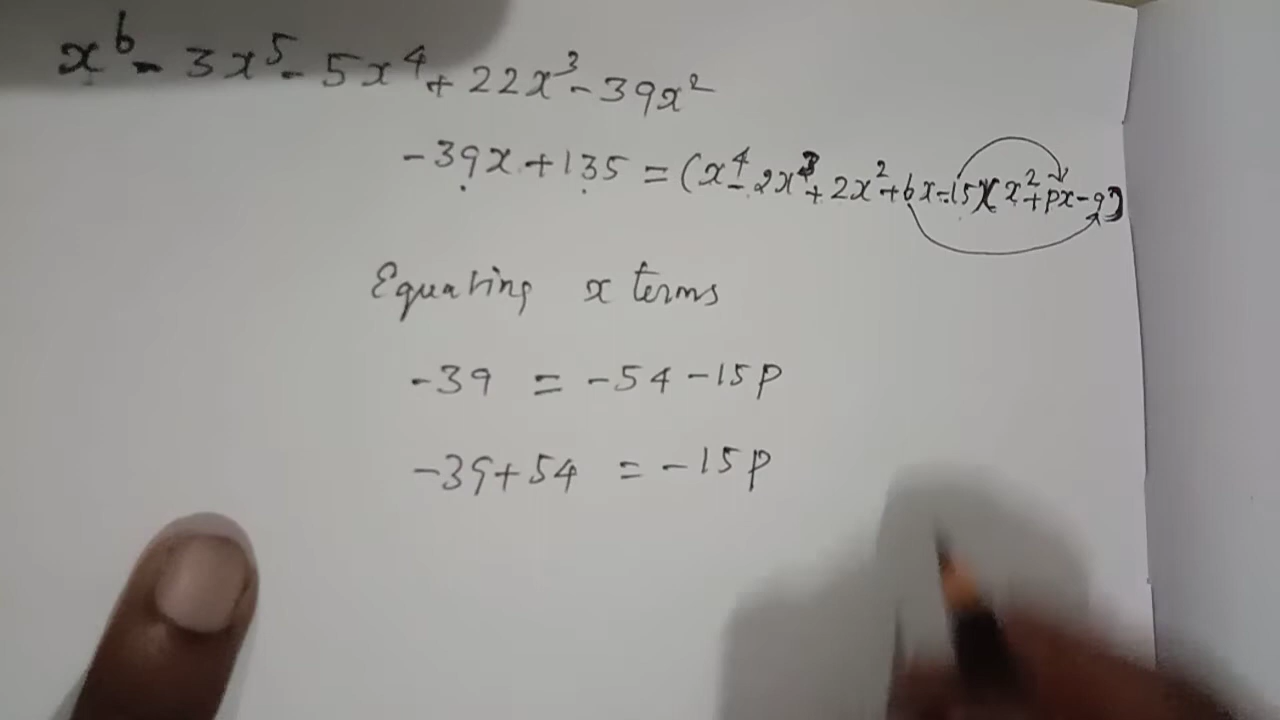 x⁶ - 3x⁵ - 5x⁴ + 22x³ - 39x²
-39x + 135 = (x⁴ - 2x³ + 2x² + 6x - 15)(x² + px - 9)
Equating x terms
-39 = -54 - 15p
-39 + 54 = -15p